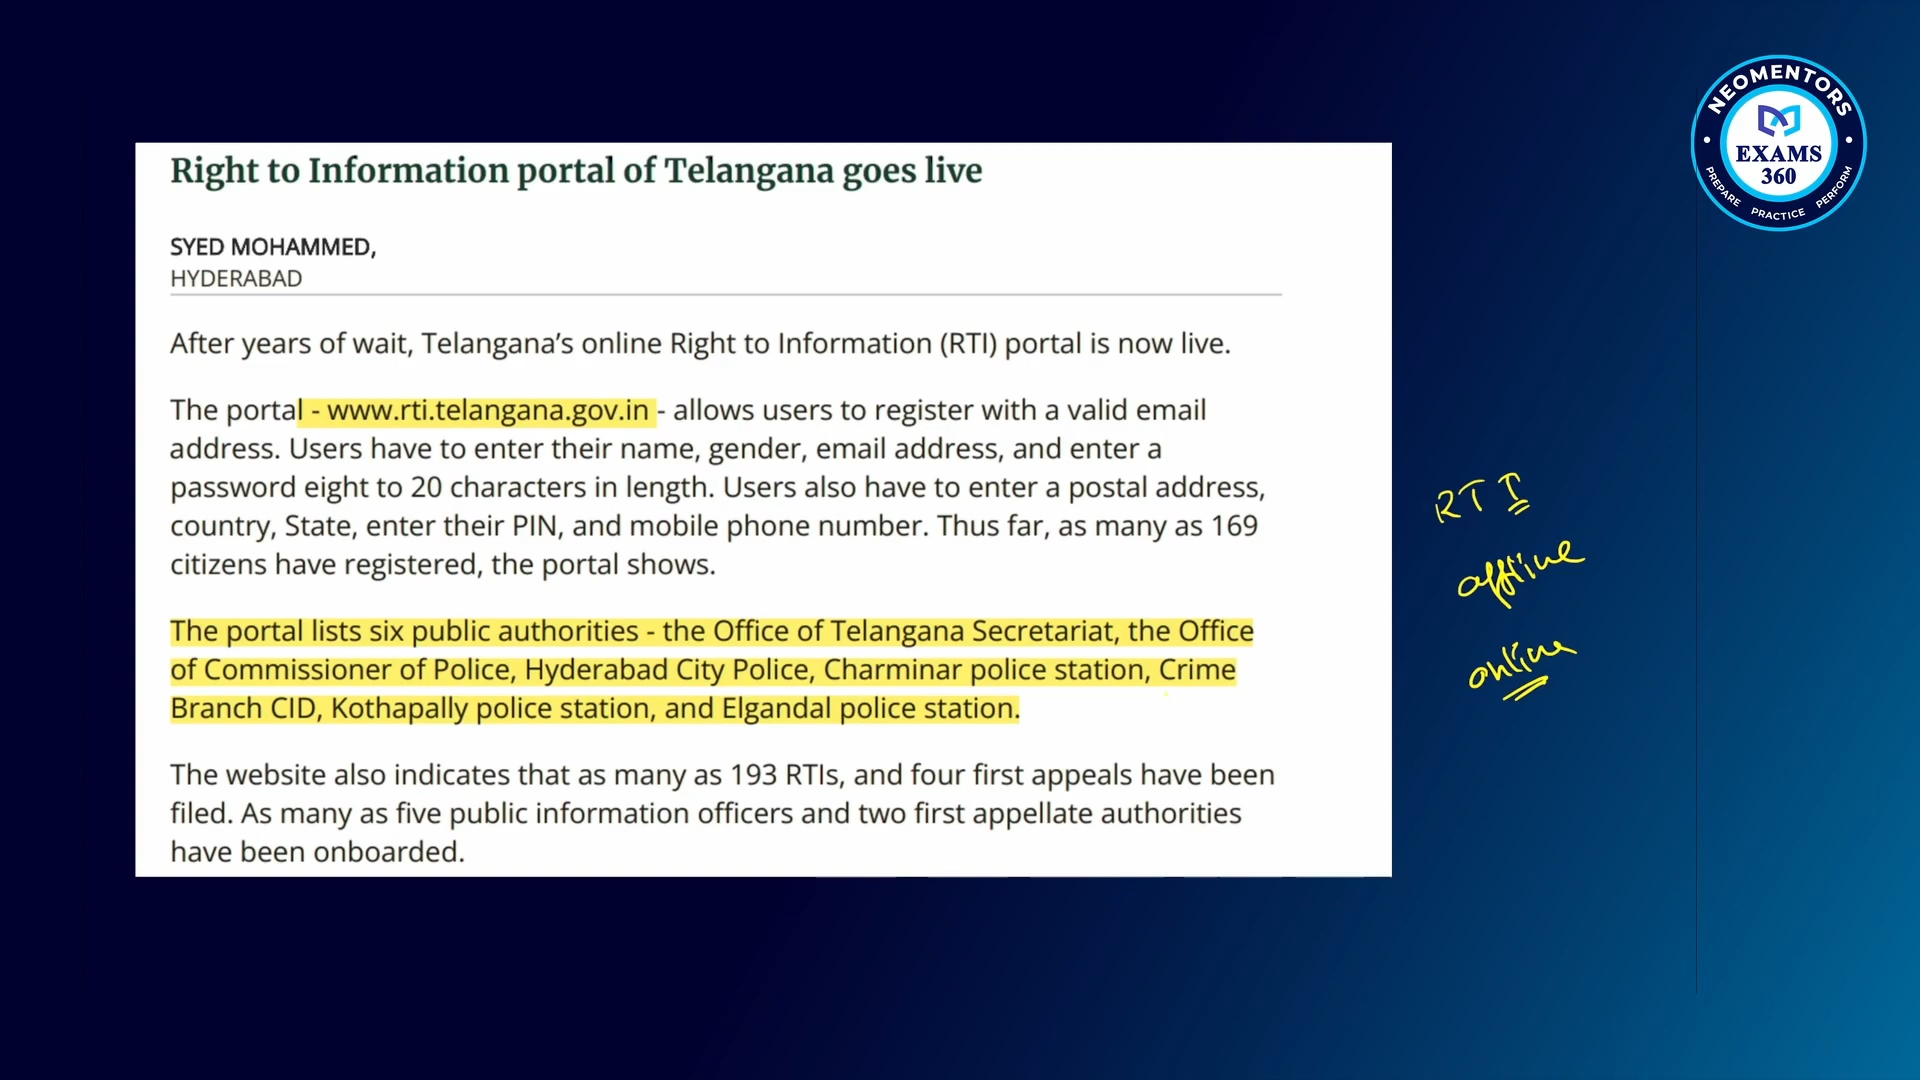 NEOMENTORS
EXAMS
360
PREPARE PRACTICE PERFORM
Right to Information portal of Telangana goes live
SYED MOHAMMED,
HYDERABAD
After years of wait, Telangana’s online Right to Information (RTI) portal is now live.
The portal - www.rti.telangana.gov.in - allows users to register with a valid email
address. Users have to enter their name, gender, email address, and enter a
password eight to 20 characters in length. Users also have to enter a postal address,
country, State, enter their PIN, and mobile phone number. Thus far, as many as 169
citizens have registered, the portal shows.
The portal lists six public authorities - the Office of Telangana Secretariat, the Office
of Commissioner of Police, Hyderabad City Police, Charminar police station, Crime
Branch CID, Kothapally police station, and Elgandal police station.
The website also indicates that as many as 193 RTIs, and four first appeals have been
filed. As many as five public information officers and two first appellate authorities
have been onboarded.
RTI
offline
online